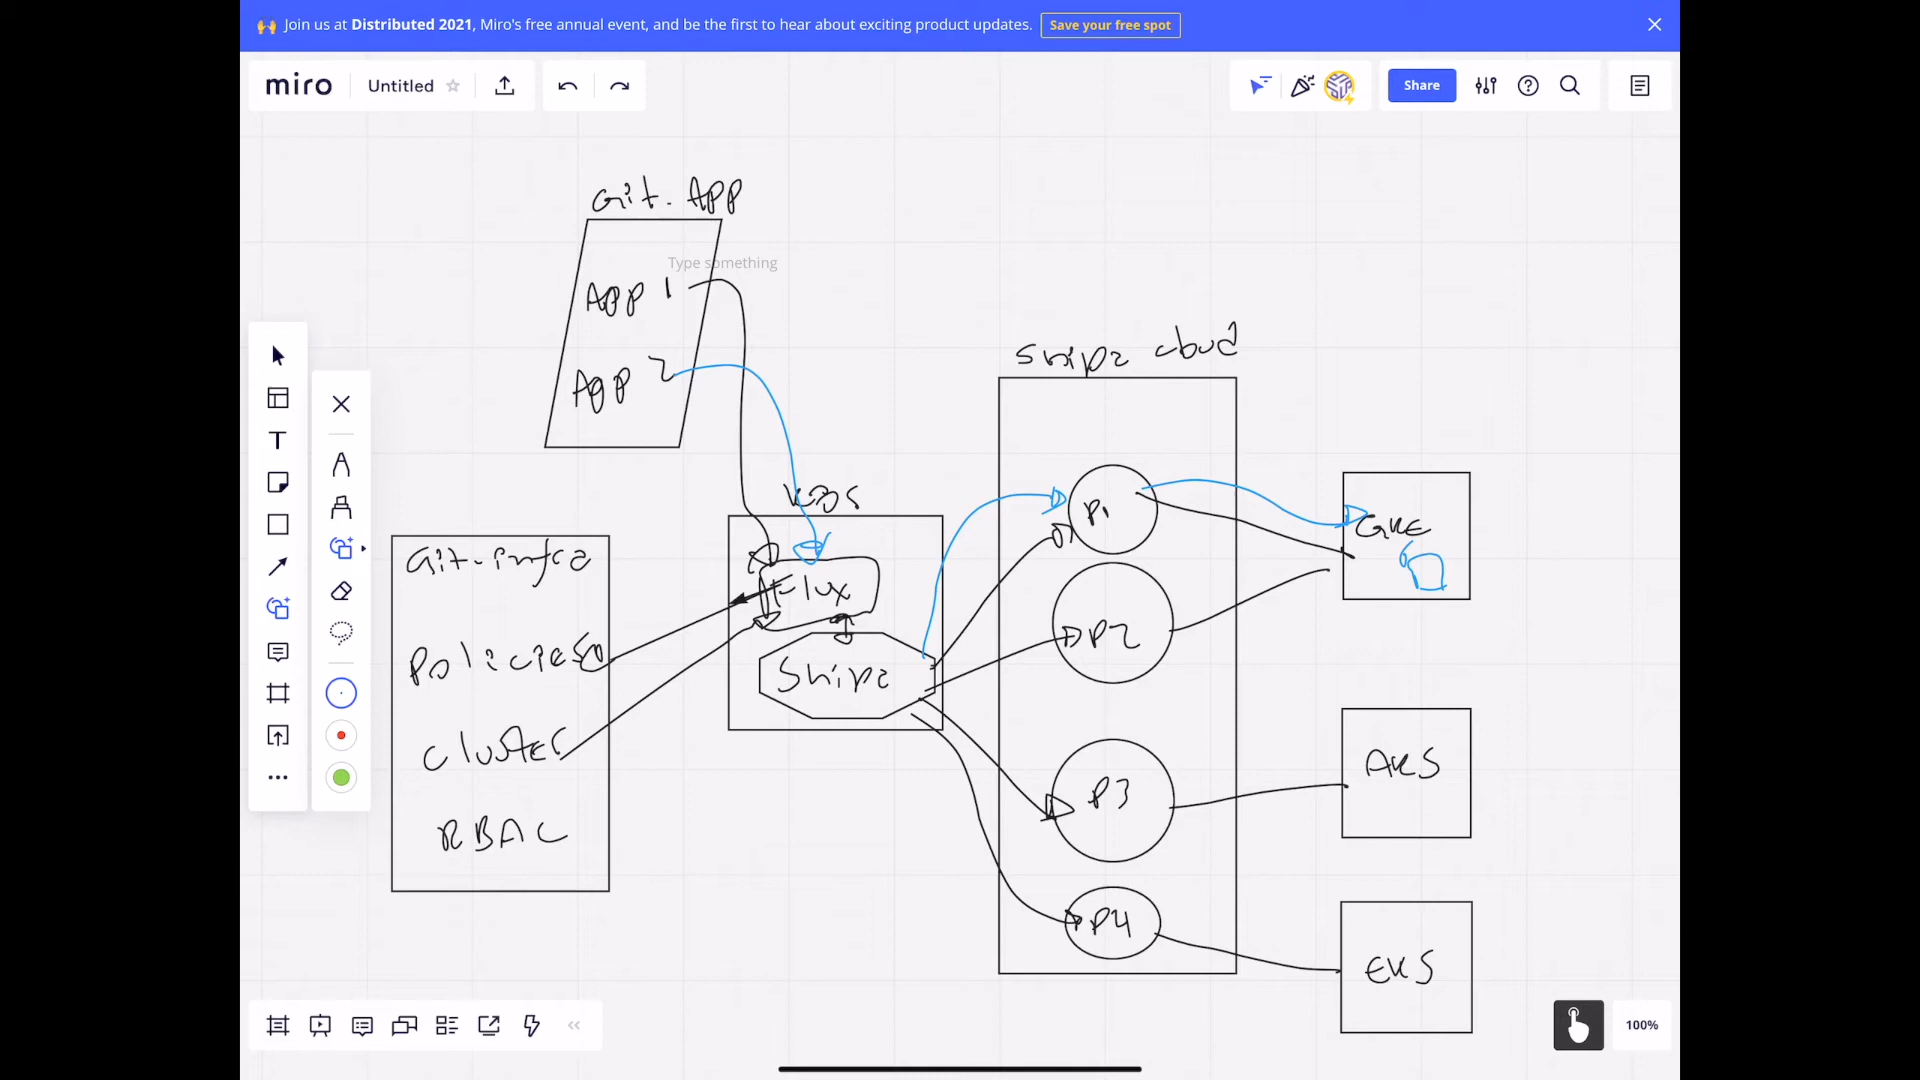 Join us at Distributed 2021, Miro's free annual event, and be the first to hear about exciting product updates. Save your free spot
miro Untitled Share
Git-App
Type something
App 1
App 2
Shipa cloud
K8s
Git-infra
Flux
P1
GKE
Policies
P2
Shipa
Cluster
AKS
P3
RBAC
P4
EKS
100%